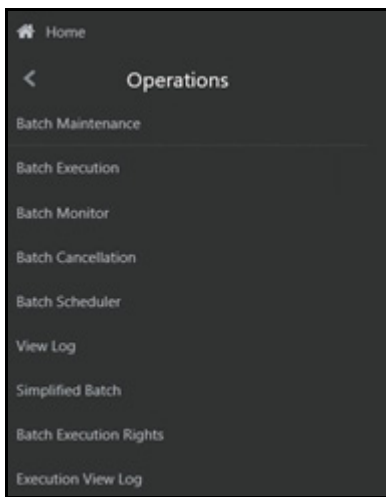 Home
Operations
Batch Maintenance
Batch Execution
Batch Monitor
Batch Cancellation
Batch Scheduler
View Log
Simplified Batch
Batch Execution Rights
Execution View Log